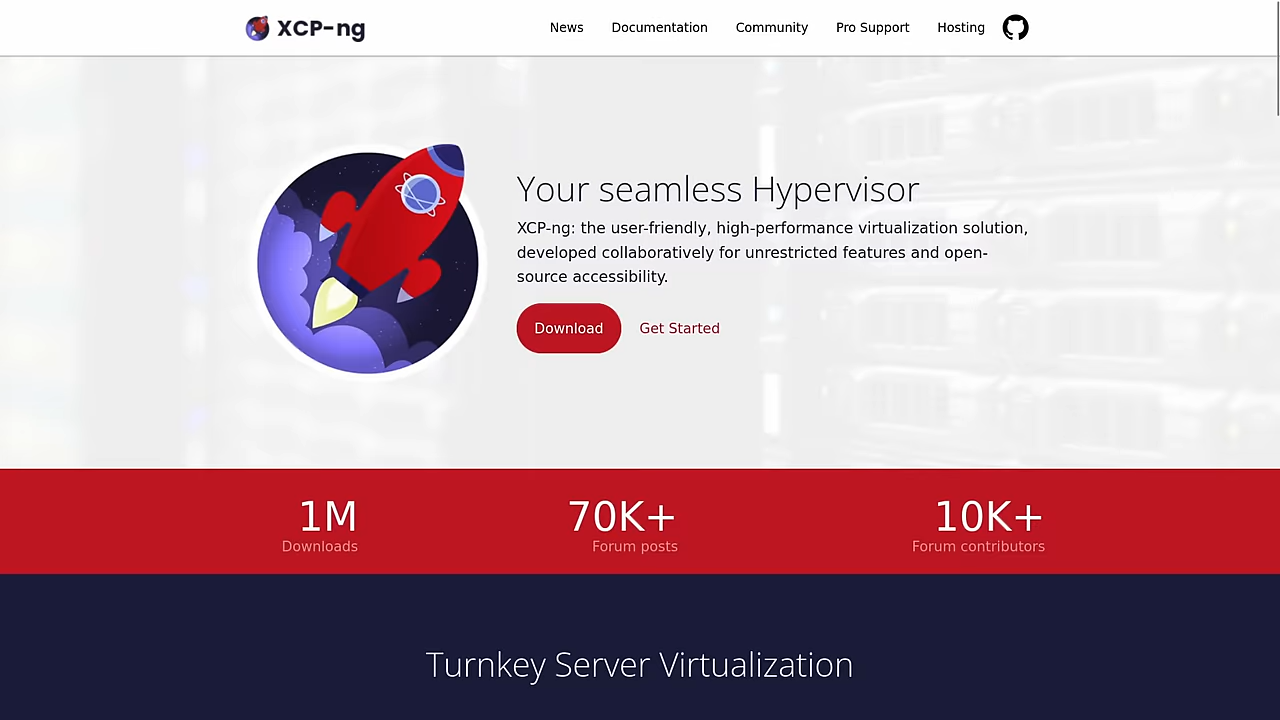 XCP-ng
News
Documentation
Community
Pro Support
Hosting
Your seamless Hypervisor
XCP-ng: the user-friendly, high-performance virtualization solution,
developed collaboratively for unrestricted features and open-
source accessibility.
Download
Get Started
1M
Downloads
70K+
Forum posts
10K+
Forum contributors
Turnkey Server Virtualization